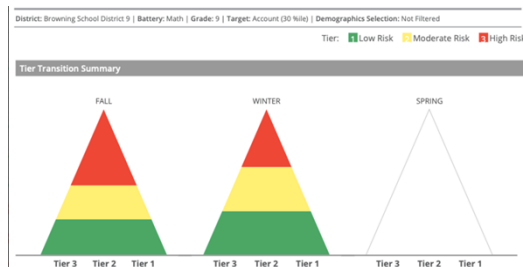 District: Browning School District 9 | Battery: Math | Grade: 9 | Target: Account (30 %ile) | Demographics Selection: Not Filtered
Tier: 1 Low Risk 2 Moderate Risk 3 High Risk
Tier Transition Summary
FALL WINTER SPRING
Tier 3 Tier 2 Tier 1 Tier 3 Tier 2 Tier 1 Tier 3 Tier 2 Tier 1